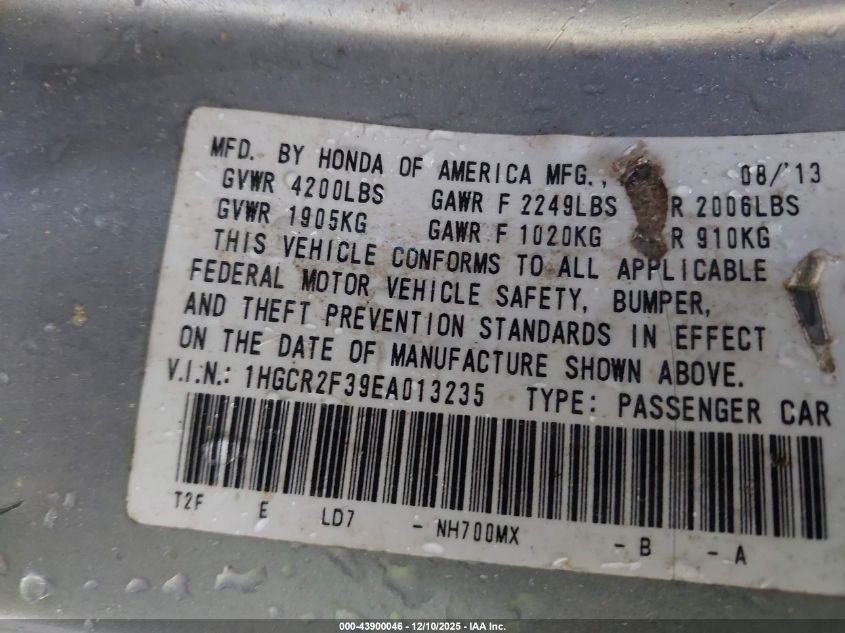 MFD. BY HONDA OF AMERICA MFG., 08/'13
GVWR 4200LBS GAWR F 2249LBS R 2006LBS
GVWR 1905KG GAWR F 1020KG R 910KG
THIS VEHICLE CONFORMS TO ALL APPLICABLE
FEDERAL MOTOR VEHICLE SAFETY, BUMPER,
AND THEFT PREVENTION STANDARDS IN EFFECT
ON THE DATE OF MANUFACTURE SHOWN ABOVE.
V.I.N.: 1HGCR2F39EA013235 TYPE: PASSENGER CAR
T2F E LD7 - NH700MX - B - A
000-43900046 - 12/10/2025 - IAA Inc.